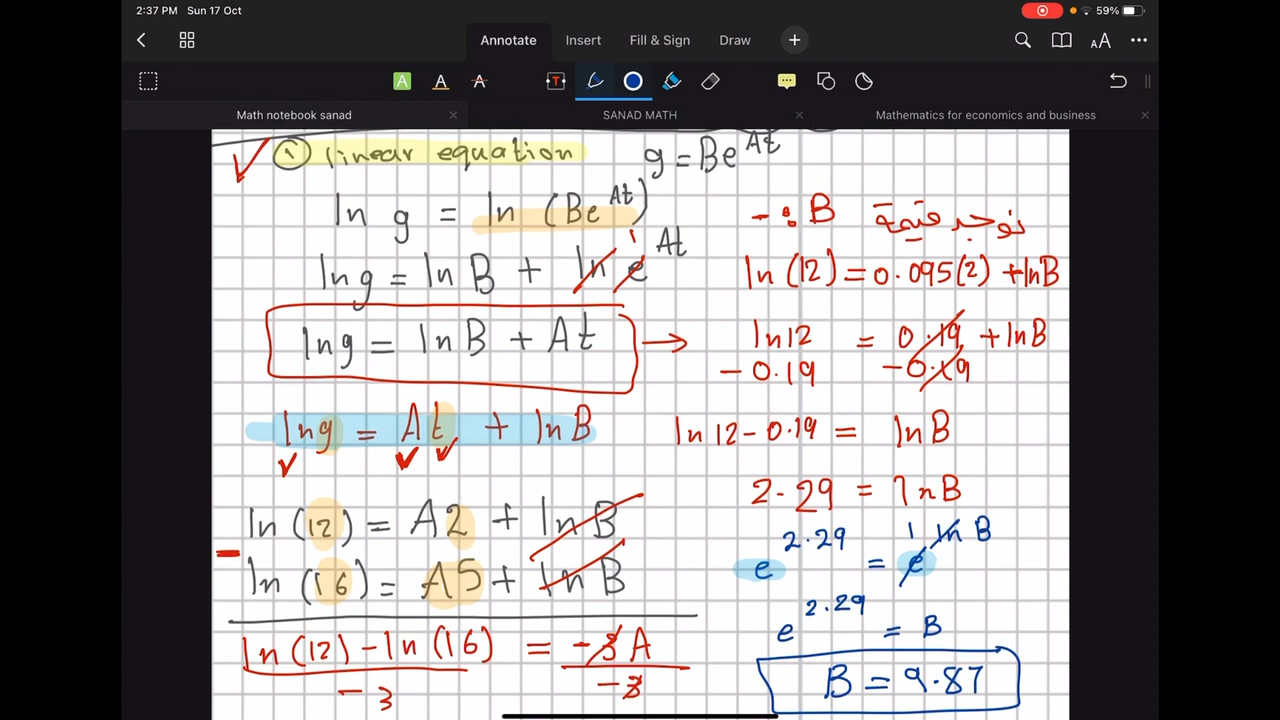 2:37 PM Sun 17 Oct 59%
Annotate Insert Fill & Sign Draw
Math notebook sanad SANAD MATH Mathematics for economics and business
① linear equation g = Be^At
ln g = ln (Be^At)
ln g = ln B + ln e^At 1
ln g = ln B + At
ln g = At + ln B
ln (12) = A2 + ln B
- ln (16) = A5 + ln B
ln (12) - ln (16) = -3 A
-3 -3
نوجد قيمة B :-
ln (12) = 0.095(2) + ln B
ln 12 = 0.19 + ln B
- 0.19 - 0.19
ln 12 - 0.19 = ln B
2.29 = ln B
e^2.29 = e^ln B 1
e^2.29 = B
B = 9.87